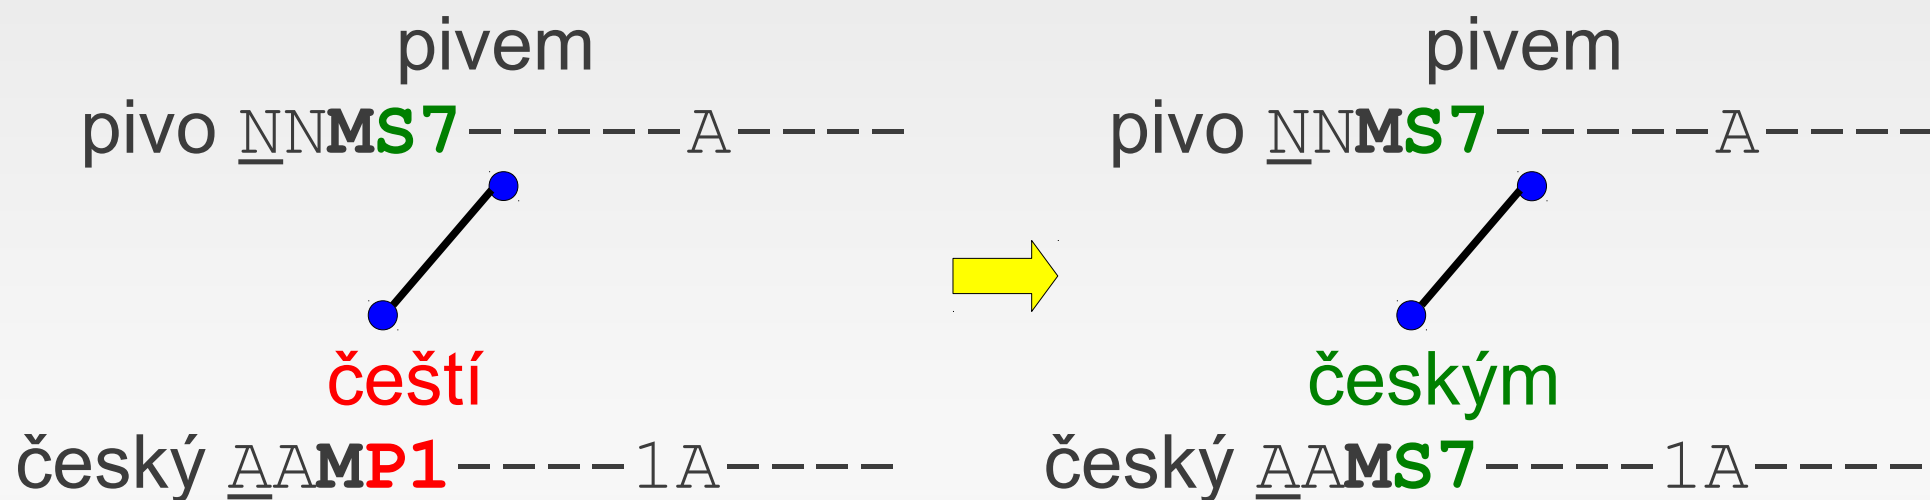 pivem
pivo NNMS7-----A----
čeští
český AAMP1----1A----
pivem
pivo NNMS7-----A----
českým
český AAMS7----1A----